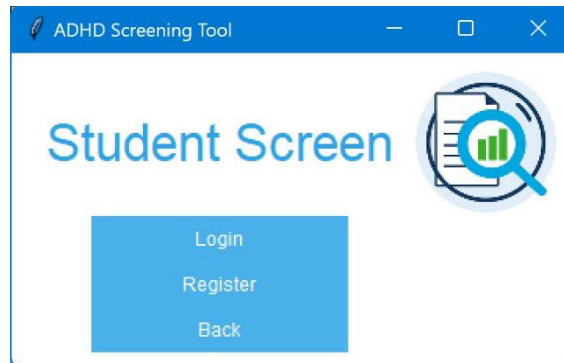 ADHD Screening Tool
Student Screen
Login
Register
Back